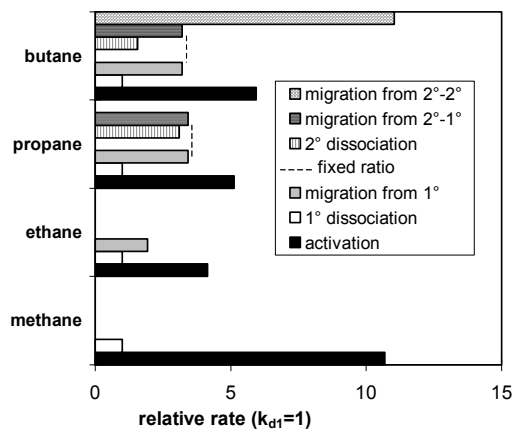 butane
propane
ethane
methane
migration from 2°-2°
migration from 2°-1°
2° dissociation
fixed ratio
migration from 1°
1° dissociation
activation
0 5 10 15
relative rate (kd1=1)